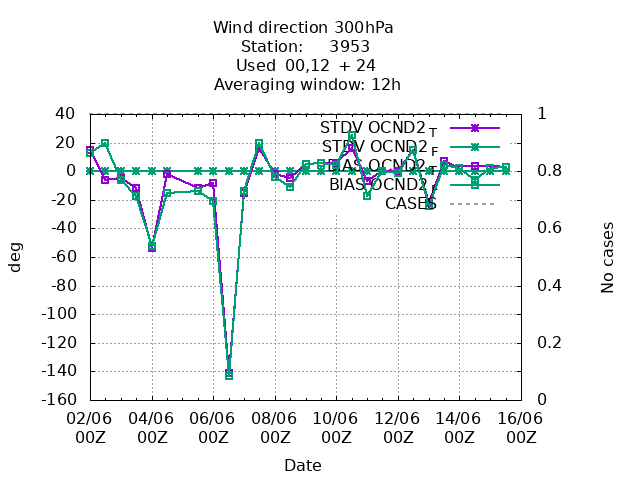 Wind direction 300hPa
Station: 3953
Used 00,12 + 24
Averaging window: 12h
40
20
0
-20
-40
-60
-80
-100
-120
-140
-160
1
0.8
0.6
0.4
0.2
0
deg
No cases
STDV OCND2 T
STDV OCND2 F
BIAS OCND2 T
BIAS OCND2 F
CASES
02/06 04/06 06/06 08/06 10/06 12/06 14/06 16/06
00Z 00Z 00Z 00Z 00Z 00Z 00Z 00Z
Date